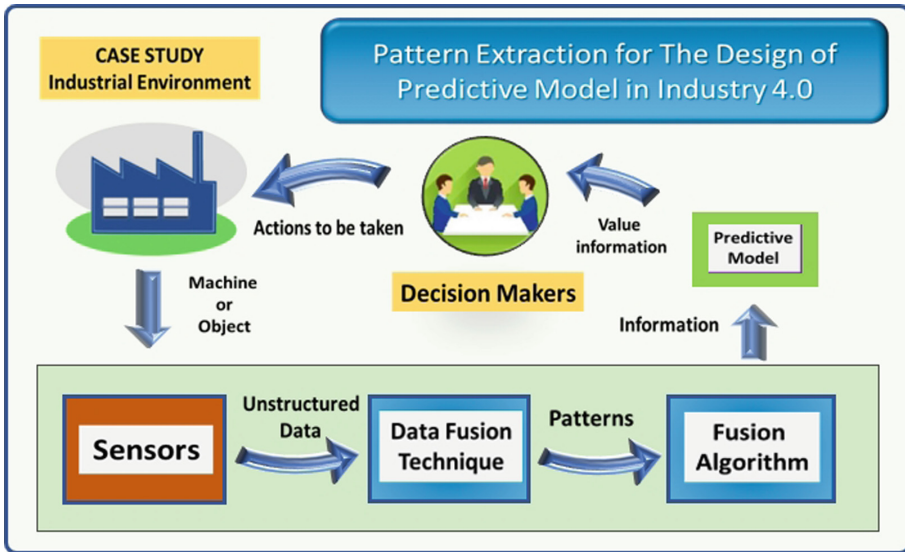 CASE STUDY
Industrial Environment
Pattern Extraction for The Design of
Predictive Model in Industry 4.0
Actions to be taken
Value
information
Predictive
Model
Decision Makers
Machine
or
Object
Information
Sensors
Unstructured
Data
Data Fusion
Technique
Patterns
Fusion
Algorithm